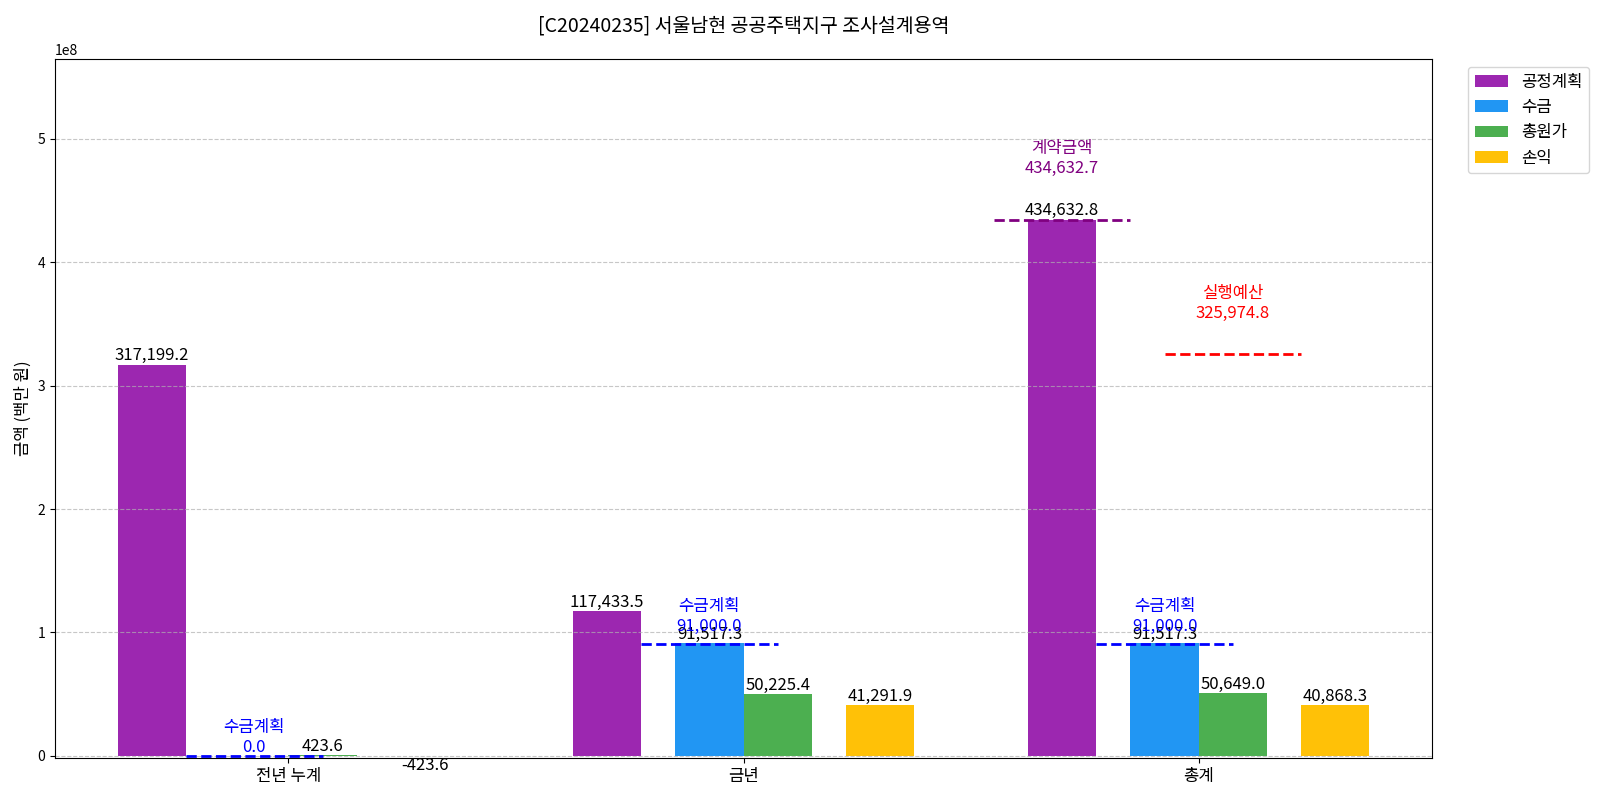 [C20240235] 서울남현 공공주택지구 조사설계용역
1e8
금액 (백만 원)
5
4
3
2
1
0
공정계획
수금
총원가
손익
계약금액
434,632.7
434,632.8
실행예산
325,974.8
317,199.2
117,433.5
수금계획
91,000.0
91,517.3
50,225.4
41,291.9
수금계획
91,000.0
91,517.3
50,649.0
40,868.3
수금계획
0.0
423.6
-423.6
전년 누계
금년
총계